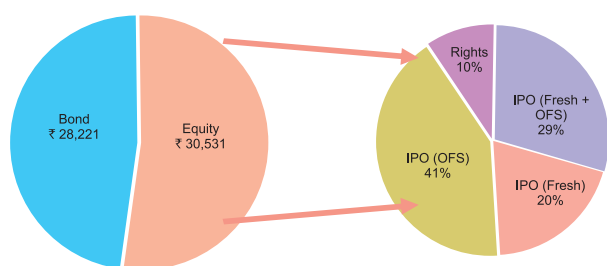 Bond
₹ 28,221
Equity
₹ 30,531
Rights
10%
IPO (Fresh +
OFS)
29%
IPO (OFS)
41%
IPO (Fresh)
20%